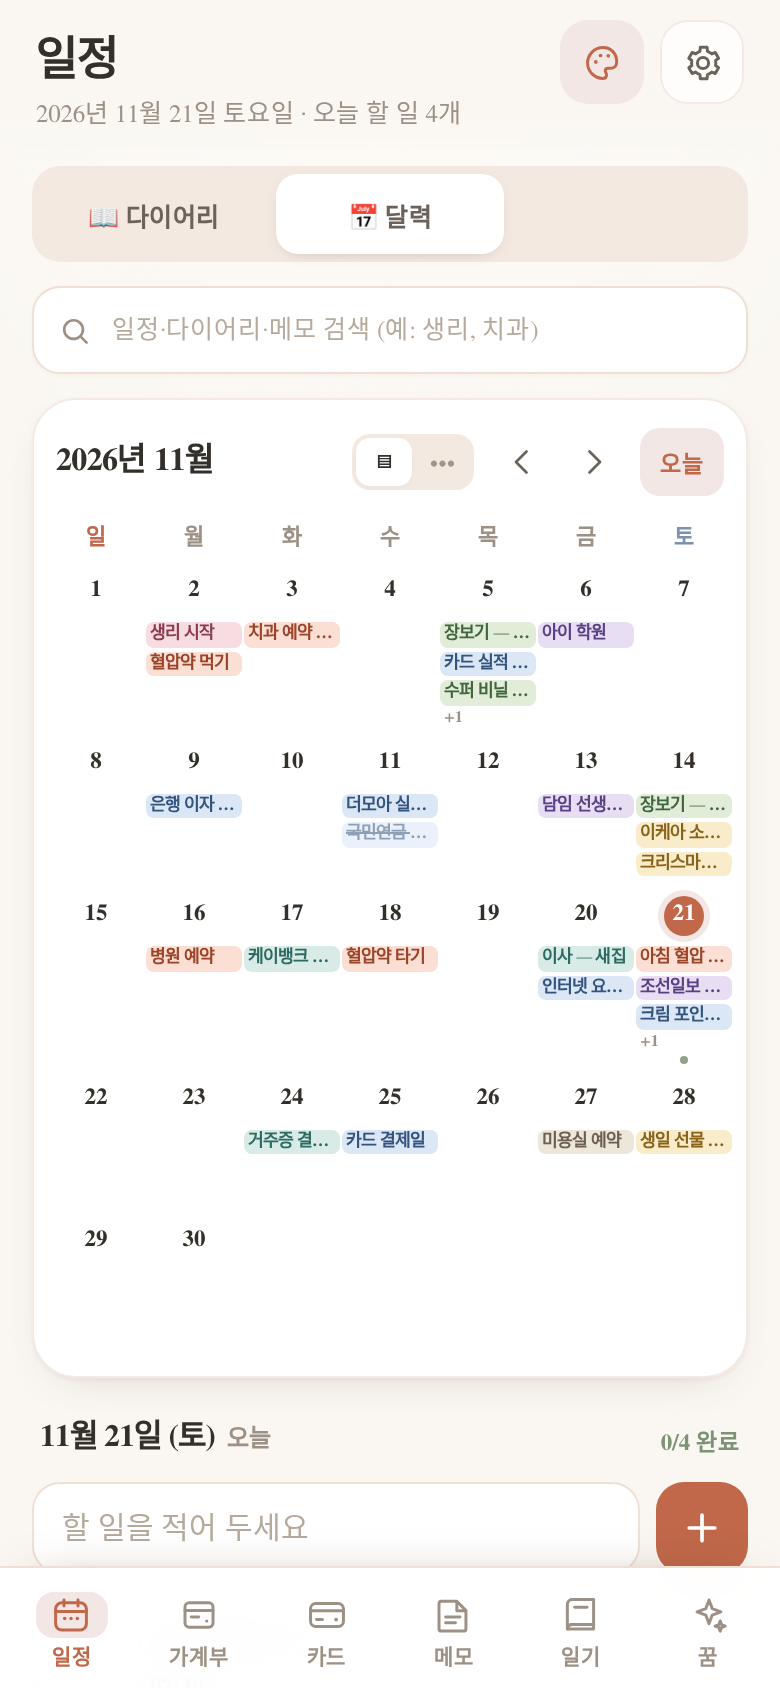 일정
2026년 11월 21일 토요일 · 오늘 할 일 4개
📖 다이어리
📅 달력
일정·다이어리·메모 검색 (예: 생리, 치과)
2026년 11월
오늘
일 월 화 수 목 금 토
1 2 3 4 5 6 7
생리 시작 치과 예약 ... 장보기 — ... 아이 학원
혈압약 먹기 카드 실적 ...
수퍼 비닐 ...
+1
8 9 10 11 12 13 14
은행 이자 ... 더모아 실... 담임 선생... 장보기 — ...
국민연금 ... 이케아 소...
크리스마...
15 16 17 18 19 20 21
병원 예약 케이뱅크 ... 혈압약 타기 이사 — 새집 아침 혈압 ...
인터넷 요... 조선일보 ...
크림 포인...
+1
22 23 24 25 26 27 28
거주증 결... 카드 결제일 미용실 예약 생일 선물 ...
29 30
11월 21일 (토) 오늘
0/4 완료
할 일을 적어 두세요
일정 가계부 카드 메모 일기 꿈